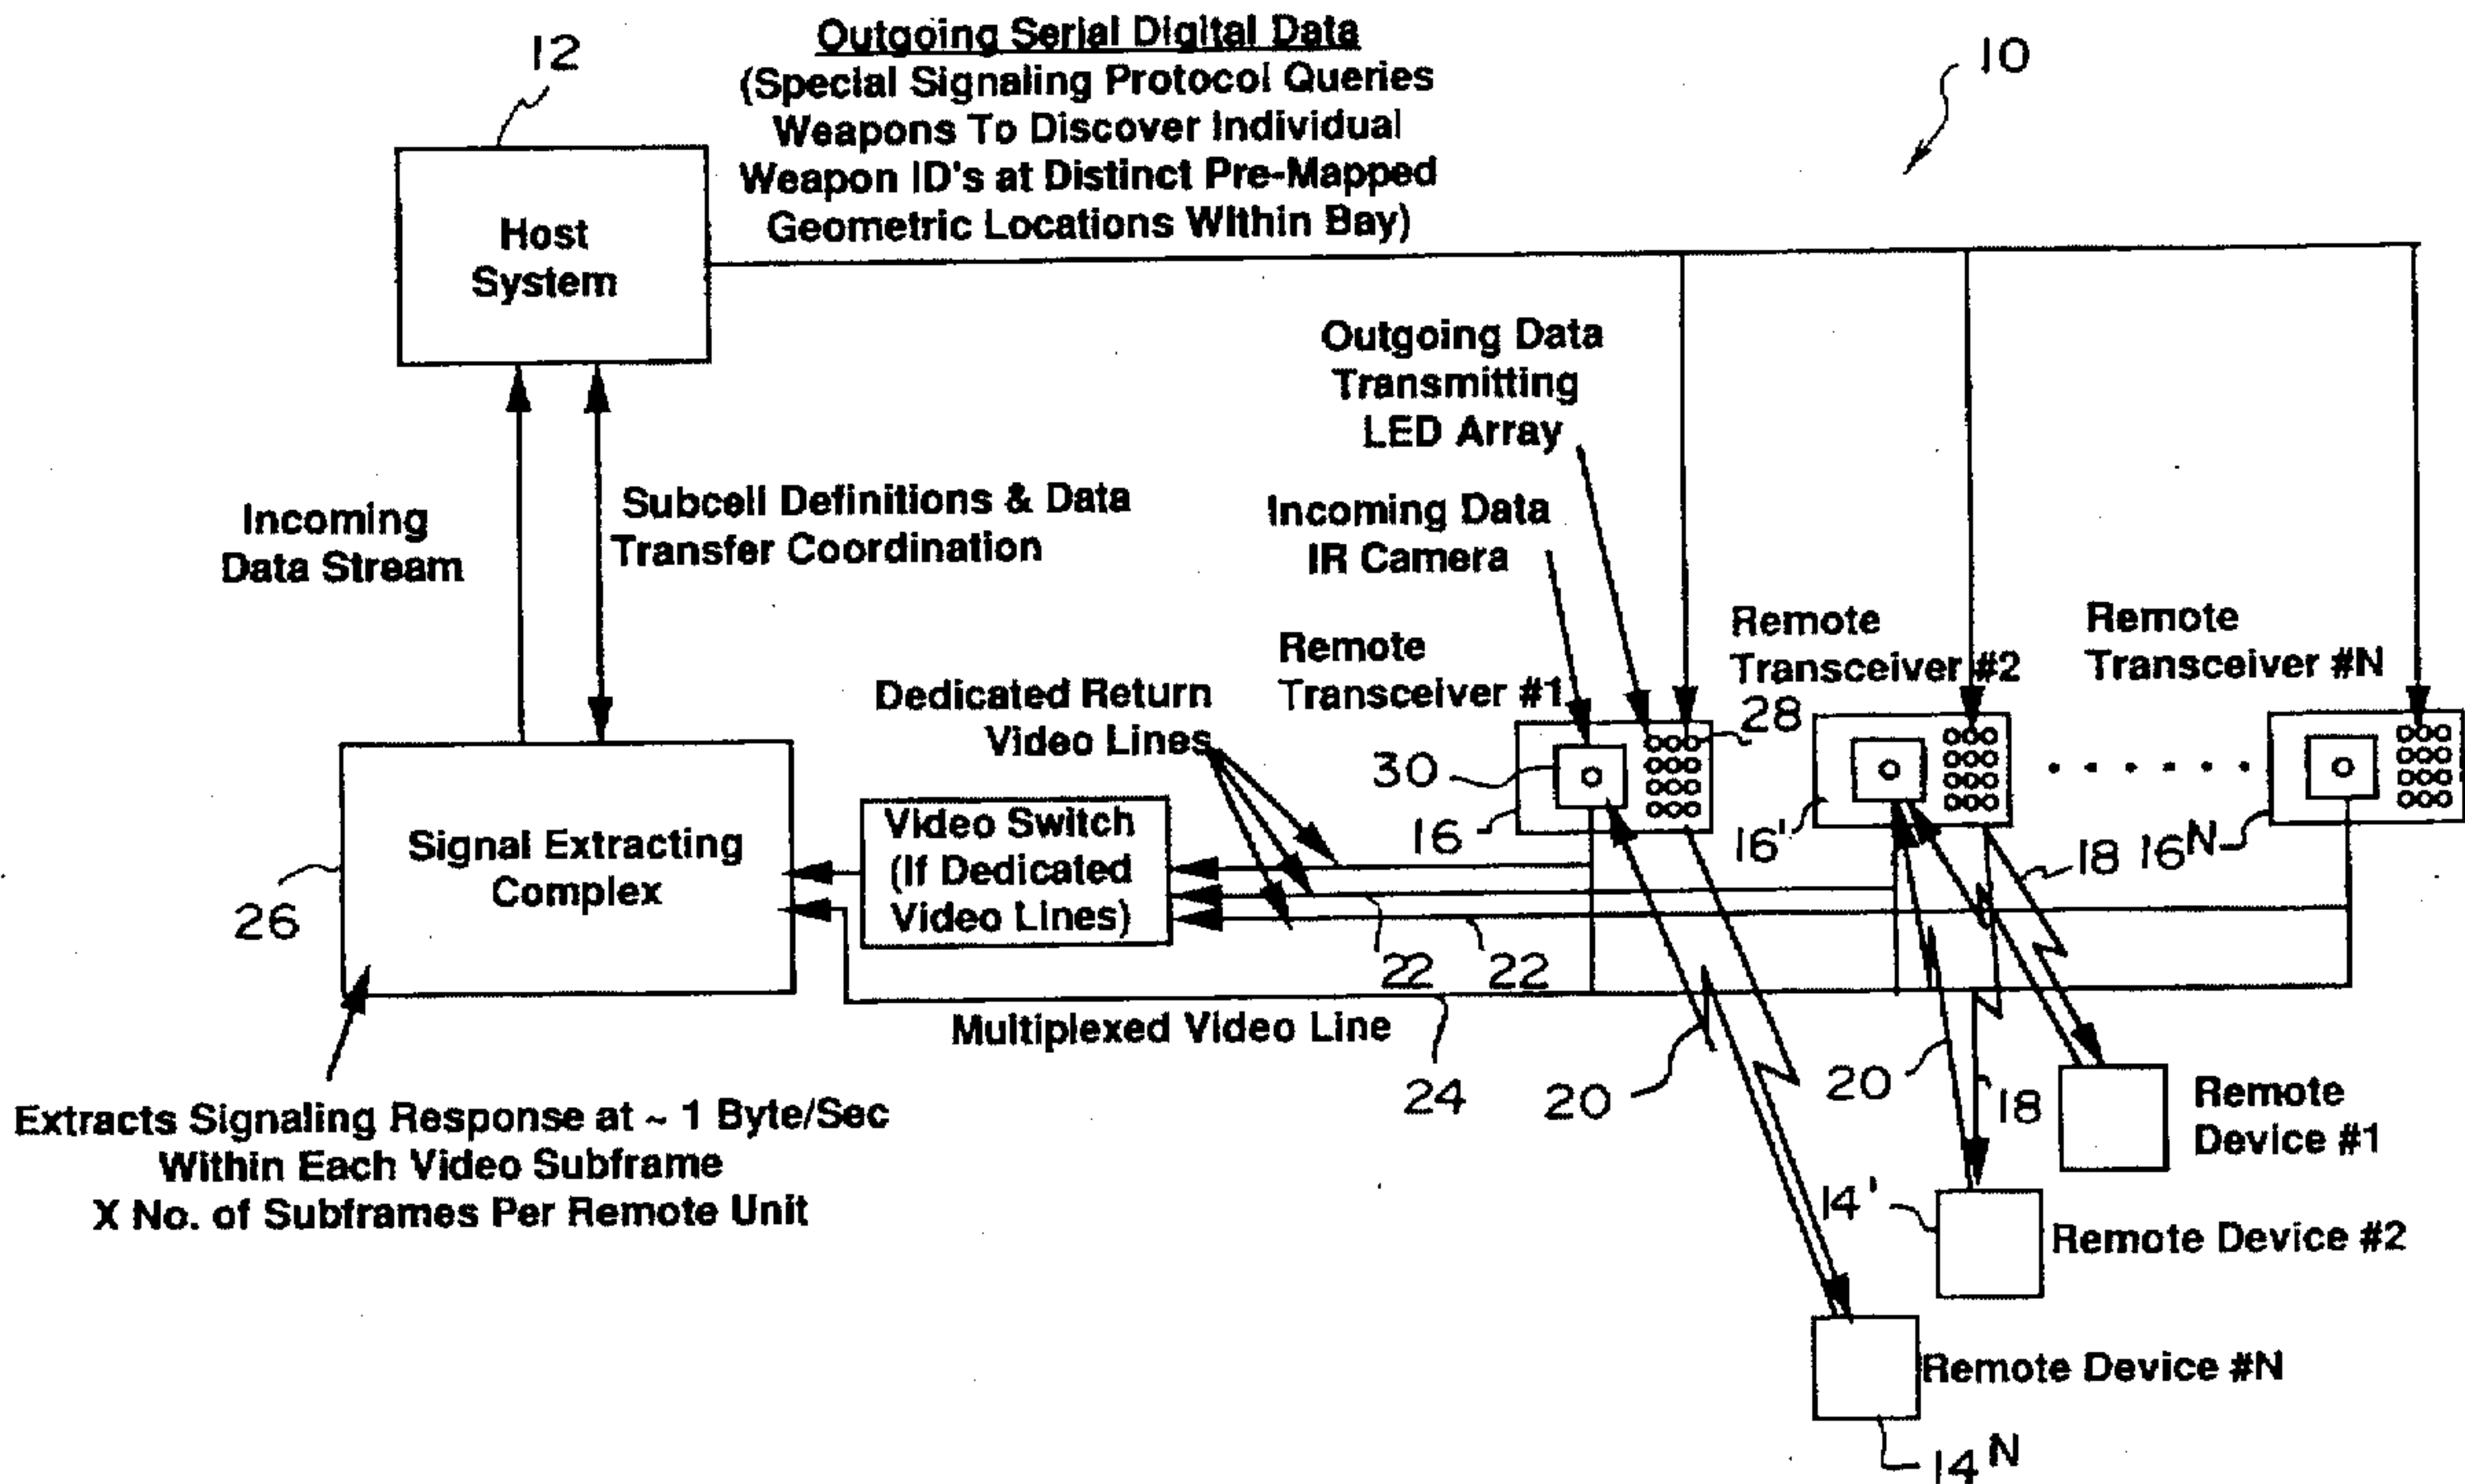 12
Outgoing Serial Digital Data
(Special Signaling Protocol Queries
Weapons To Discover Individual
Weapon ID's at Distinct Pre-Mapped
Geometric Locations Within Bay)
10
Host
System
Outgoing Data
Transmitting
LED Array
Incoming Data
IR Camera
Incoming
Data Stream
Subcell Definitions & Data
Transfer Coordination
Remote
Transceiver #1
Remote
Transceiver #2
Remote
Transceiver #N
Dedicated Return
Video Lines
28
30
16
16'
18
16N
Signal Extracting
Complex
26
Video Switch
(If Dedicated
Video Lines)
22
22
Multiplexed Video Line
24
20
20
18
Remote
Device #1
Extracts Signaling Response at ~ 1 Byte/Sec
Within Each Video Subframe
X No. of Subframes Per Remote Unit
14'
Remote Device #2
Remote Device #N
14N